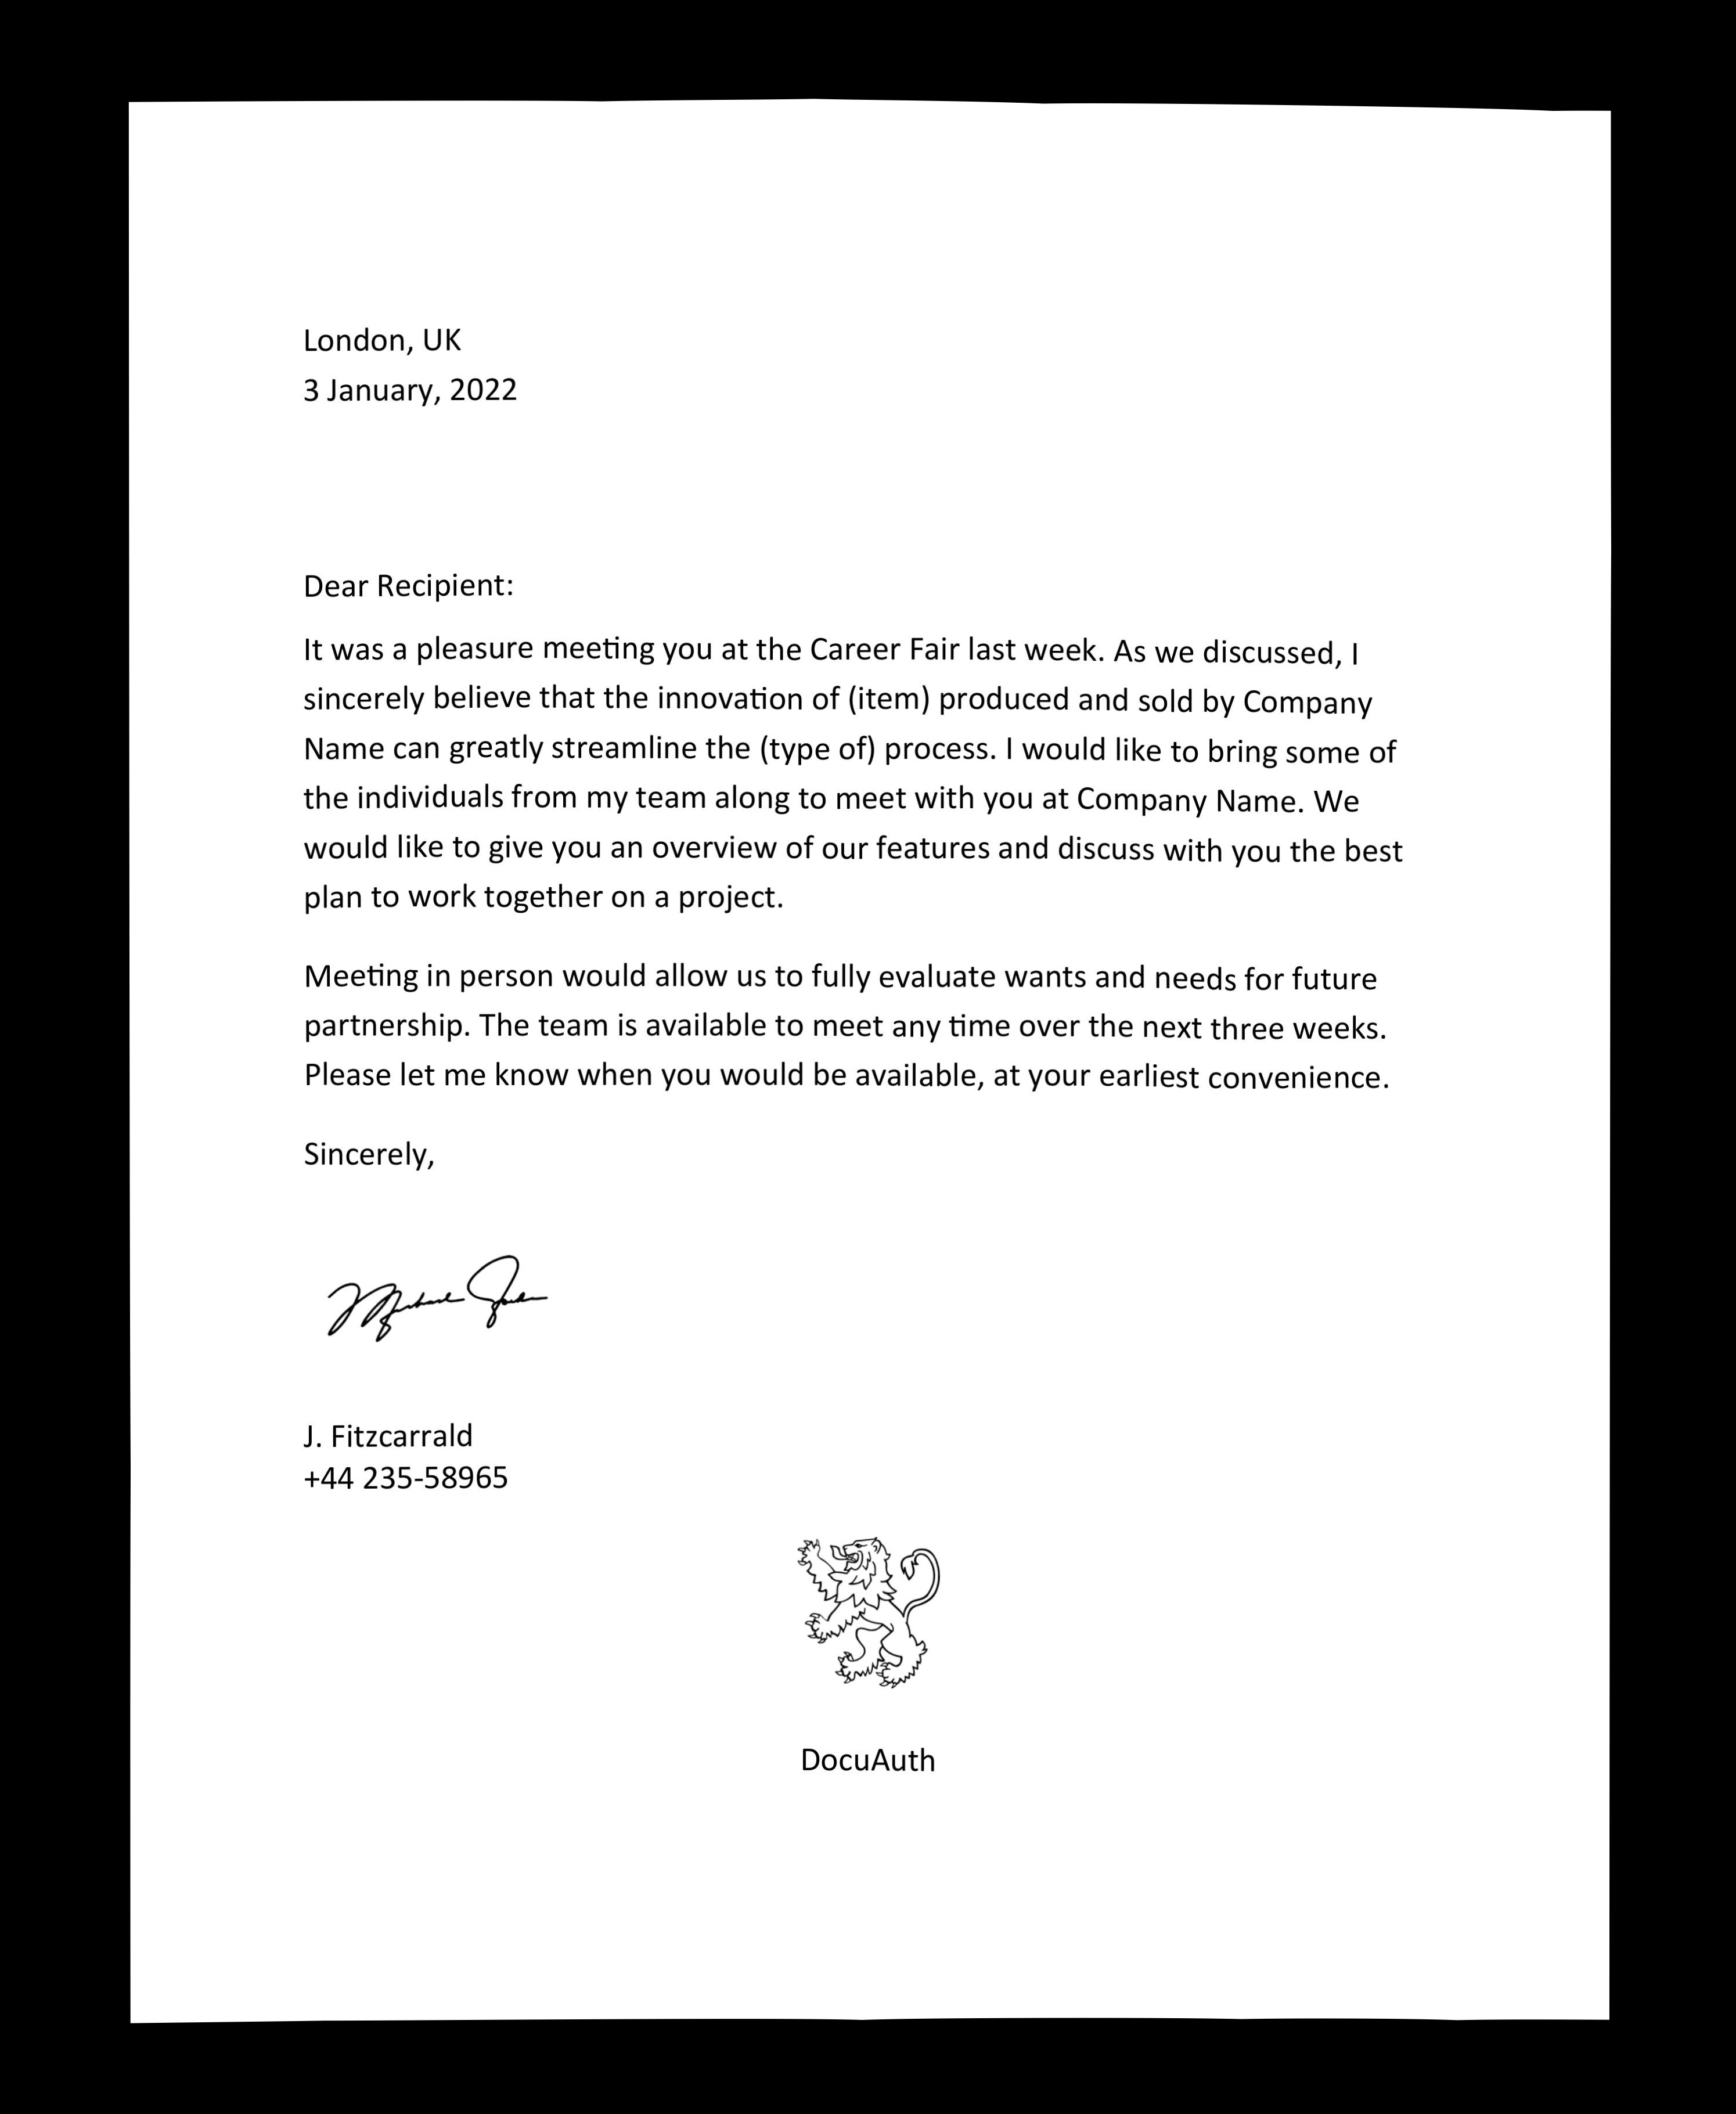 London, UK
3 January, 2022
Dear Recipient:
It was a pleasure meeting you at the Career Fair last week. As we discussed, I
sincerely believe that the innovation of (item) produced and sold by Company
Name can greatly streamline the (type of) process. I would like to bring some of
the individuals from my team along to meet with you at Company Name. We
would like to give you an overview of our features and discuss with you the best
plan to work together on a project.
Meeting in person would allow us to fully evaluate wants and needs for future
partnership. The team is available to meet any time over the next three weeks.
Please let me know when you would be available, at your earliest convenience.
Sincerely,
J. Fitzcarrald
+44 235-58965
DocuAuth